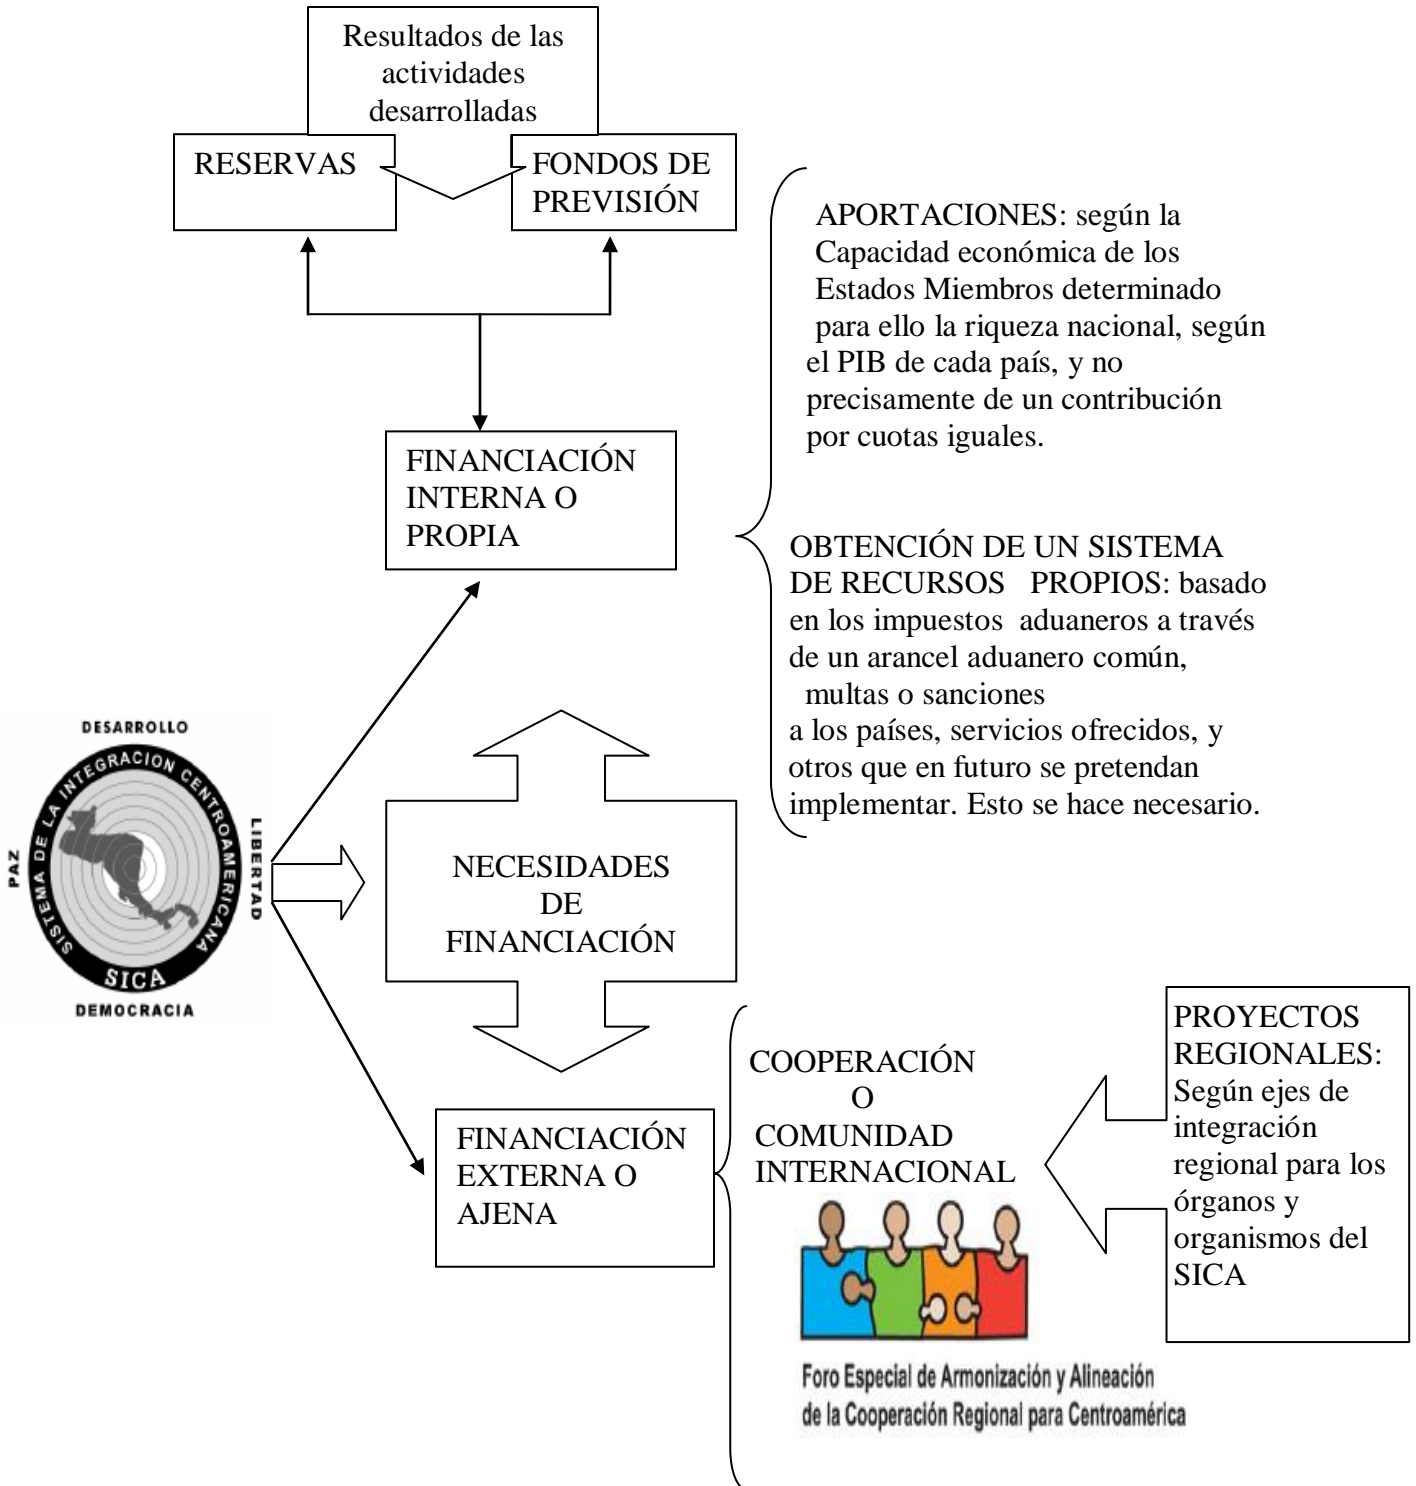 Resultados de las
actividades
desarrolladas
RESERVAS
FONDOS DE
PREVISIÓN
APORTACIONES: según la
Capacidad económica de los
Estados Miembros determinado
para ello la riqueza nacional, según
el PIB de cada país, y no
precisamente de un contribución
por cuotas iguales.
FINANCIACIÓN
INTERNA O
PROPIA
OBTENCIÓN DE UN SISTEMA
DE RECURSOS PROPIOS: basado
en los impuestos aduaneros a través
de un arancel aduanero común,
multas o sanciones
a los países, servicios ofrecidos, y
otros que en futuro se pretendan
implementar. Esto se hace necesario.
DESARROLLO
PAZ
SISTEMA DE LA INTEGRACION CENTROAMERICANA
SICA
LIBERTAD
DEMOCRACIA
NECESIDADES
DE
FINANCIACIÓN
FINANCIACIÓN
EXTERNA O
AJENA
COOPERACIÓN
O
COMUNIDAD
INTERNACIONAL
Foro Especial de Armonización y Alineación
de la Cooperación Regional para Centroamérica
PROYECTOS
REGIONALES:
Según ejes de
integración
regional para los
órganos y
organismos del
SICA